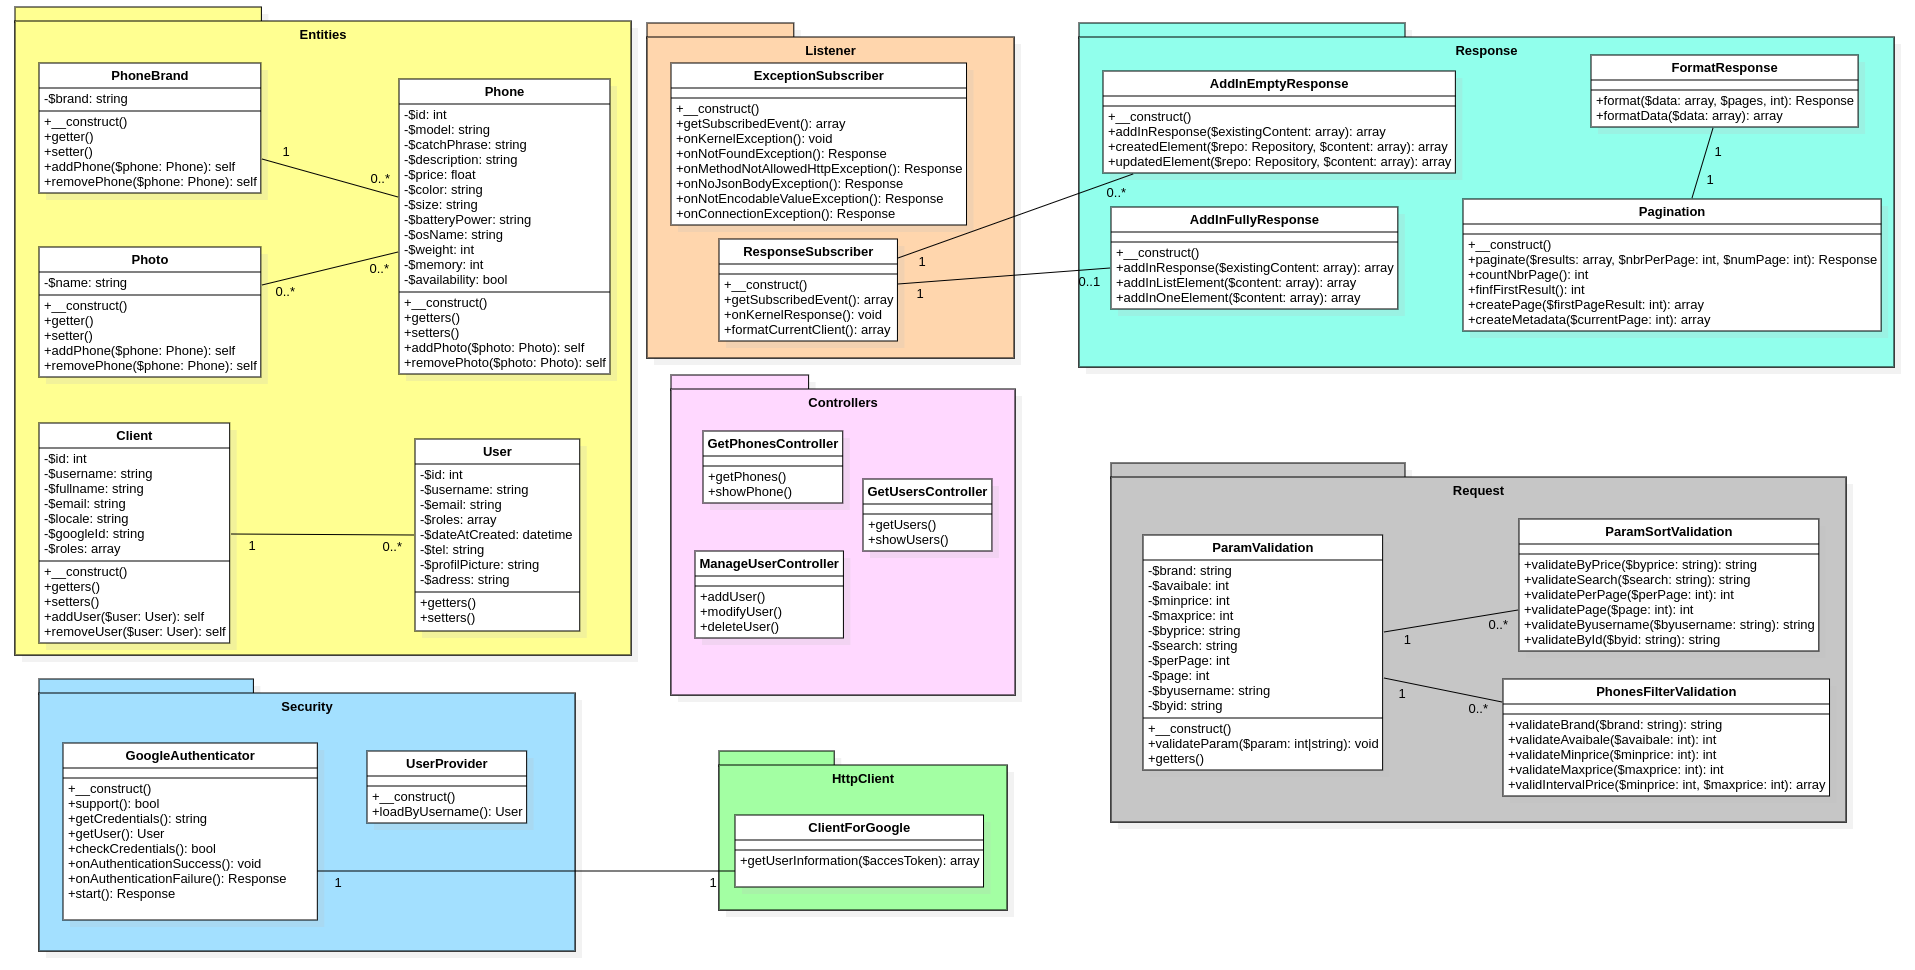 Entities
PhoneBrand
-$brand: string
+__construct()
+getter()
+setter()
+addPhone($phone: Phone): self
+removePhone($phone: Phone): self
1
0..*
Phone
-$id: int
-$model: string
-$catchPhrase: string
-$description: string
-$price: float
-$color: string
-$size: string
-$batteryPower: string
-$osName: string
-$weight: int
-$memory: int
-$availability: bool
+__construct()
+getters()
+setters()
+addPhoto($photo: Photo): self
+removePhoto($photo: Photo): self
Photo
-$name: string
+__construct()
+getter()
+setter()
+addPhone($phone: Phone): self
+removePhone($phone: Phone): self
0..*
0..*
Client
-$id: int
-$username: string
-$fullname: string
-$email: string
-$locale: string
-$googleId: string
-$roles: array
+__construct()
+getters()
+setters()
+addUser($user: User): self
+removeUser($user: User): self
1
0..*
User
-$id: int
-$username: string
-$email: string
-$roles: array
-$dateAtCreated: datetime
-$tel: string
-$profilPicture: string
-$adress: string
+getters()
+setters()
Listener
ExceptionSubscriber
+__construct()
+getSubscribedEvent(): array
+onKernelException(): void
+onNotFoundException(): Response
+onMethodNotAllowedHttpException(): Response
+onNoJsonBodyException(): Response
+onNotEncodableValueException(): Response
+onConnectionException(): Response
ResponseSubscriber
+__construct()
+getSubscribedEvent(): array
+onKernelResponse(): void
+formatCurrentClient(): array
1
1
0..*
0..1
Response
AddInEmptyResponse
+__construct()
+addInResponse($existingContent: array): array
+createdElement($repo: Repository, $content: array): array
+updatedElement($repo: Repository, $content: array): array
AddInFullyResponse
+__construct()
+addInResponse($existingContent: array): array
+addInListElement($content: array): array
+addInOneElement($content: array): array
FormatResponse
+format($data: array, $pages, int): Response
+formatData($data: array): array
1
1
Pagination
+__construct()
+paginate($results: array, $nbrPerPage: int, $numPage: int): Response
+countNbrPage(): int
+finfFirstResult(): int
+createPage($firstPageResult: int): array
+createMetadata($currentPage: int): array
Controllers
GetPhonesController
+getPhones()
+showPhone()
GetUsersController
+getUsers()
+showUsers()
ManageUserController
+addUser()
+modifyUser()
+deleteUser()
Request
ParamValidation
-$brand: string
-$avaibale: int
-$minprice: int
-$maxprice: int
-$byprice: string
-$search: string
-$perPage: int
-$page: int
-$byusername: string
-$byid: string
+__construct()
+validateParam($param: int|string): void
+getters()
1
0..*
1
0..*
ParamSortValidation
+validateByPrice($byprice: string): string
+validateSearch($search: string): string
+validatePerPage($perPage: int): int
+validatePage($page: int): int
+validateByusername($byusername: string): string
+validateById($byid: string): string
PhonesFilterValidation
+validateBrand($brand: string): string
+validateAvaibale($avaibale: int): int
+validateMinprice($minprice: int): int
+validateMaxprice($maxprice: int): int
+validIntervalPrice($minprice: int, $maxprice: int): array
Security
GoogleAuthenticator
+__construct()
+support(): bool
+getCredentials(): string
+getUser(): User
+checkCredentials(): bool
+onAuthenticationSuccess(): void
+onAuthenticationFailure(): Response
+start(): Response
UserProvider
+__construct()
+loadByUsername(): User
1
1
HttpClient
ClientForGoogle
+getUserInformation($accesToken): array